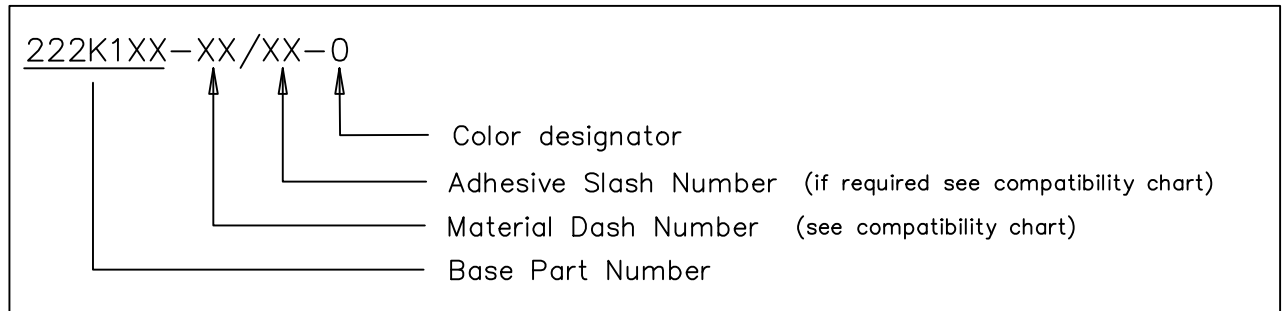 222K1XX-XX/XX-0
Color designator
Adhesive Slash Number (if required see compatibility chart)
Material Dash Number (see compatibility chart)
Base Part Number